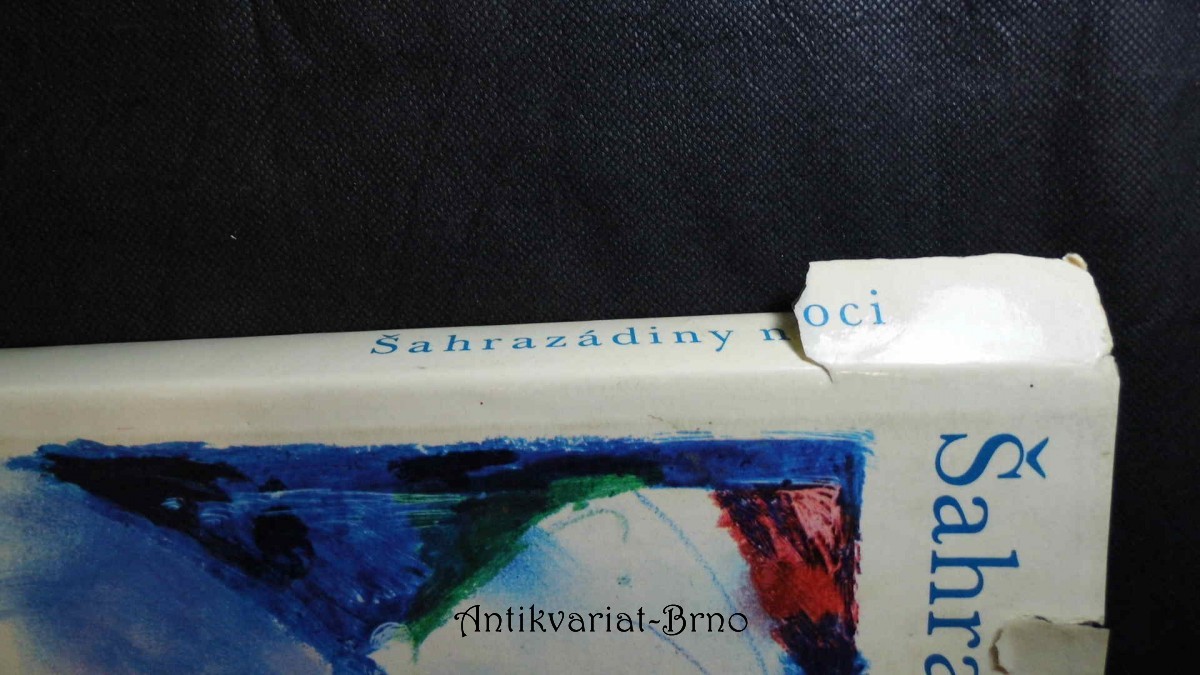 Šahrazádiny noci
Šahra
Antikvariat-Brno